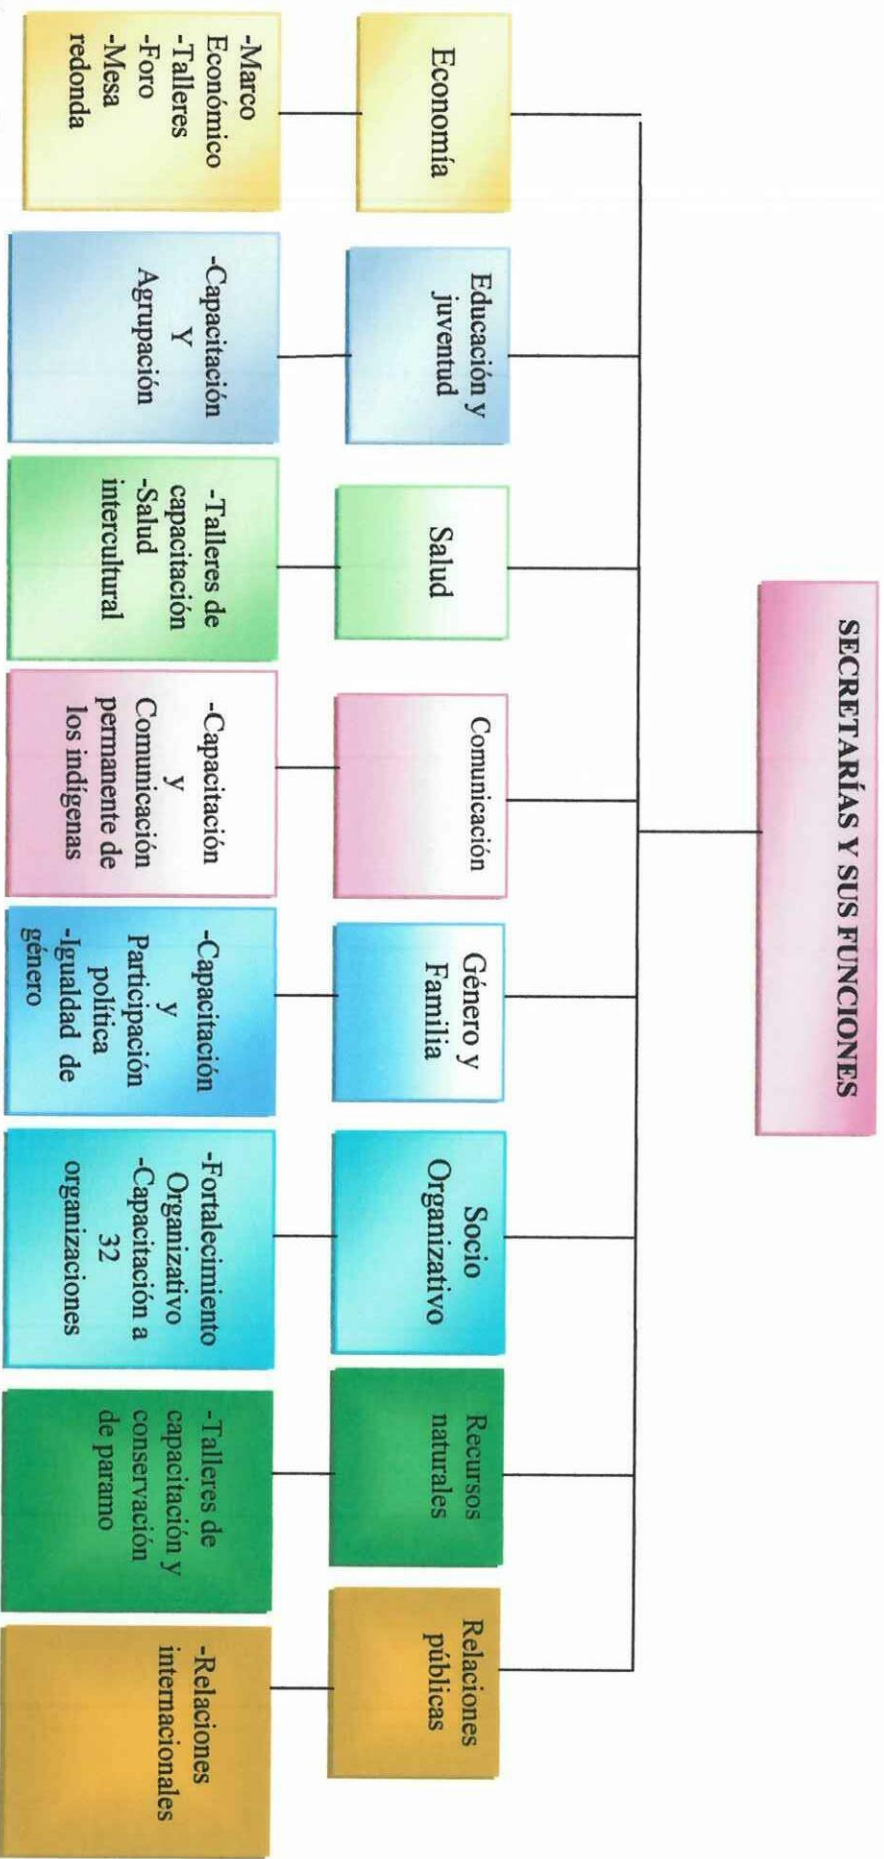 SECRETARÍAS Y SUS FUNCIONES
Economía
Educación y
juventud
Salud
Comunicación
Género y
Familia
Socio
Organizativo
Recursos
naturales
Relaciones
públicas
-Marco
Económico
-Talleres
-Foro
-Mesa
redonda
-Capacitación
Y
Agrupación
-Talleres de
capacitación
-Salud
intercultural
-Capacitación
y
Comunicación
permanente de
los indígenas
-Capacitación
y
Participación
política
-Igualdad de
género
-Fortalecimiento
Organizativo
-Capacitación a
32
organizaciones
-Talleres de
capacitación y
conservación
de paramo
-Relaciones
internacionales